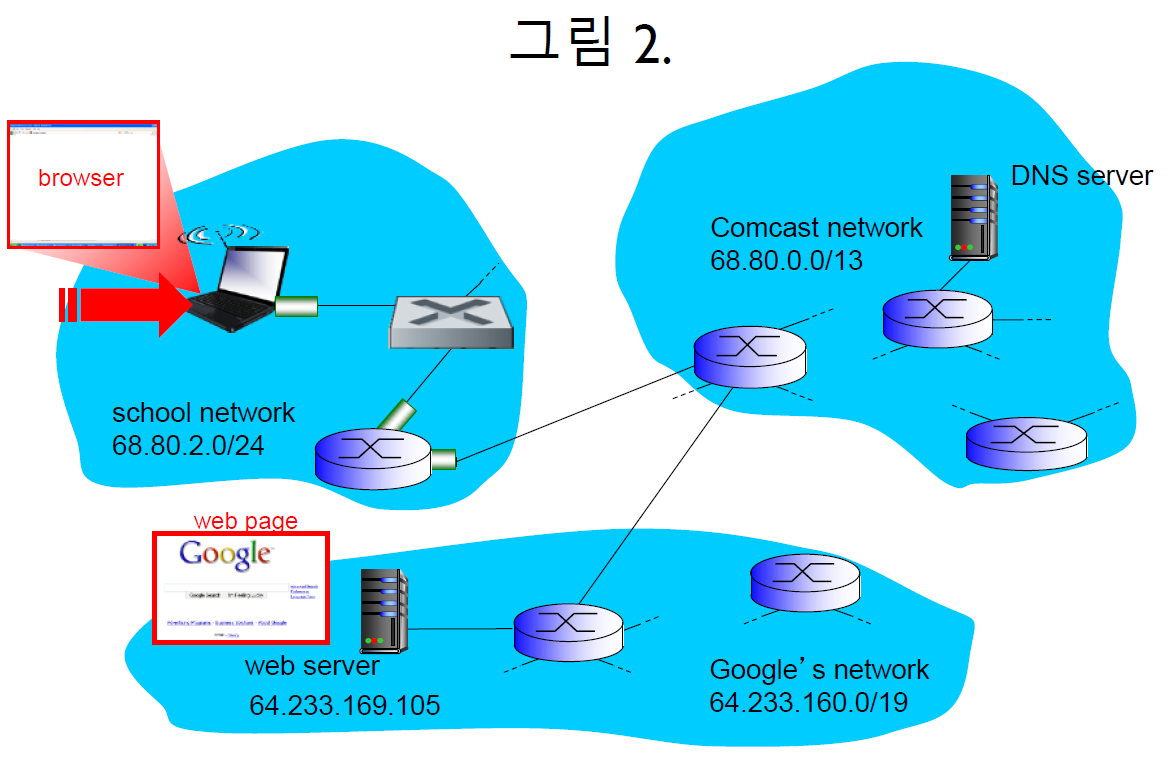 그림 2.
browser
DNS server
Comcast network
68.80.0.0/13
school network
68.80.2.0/24
web page
Google
Google Search
I'm Feeling Lucky
web server
64.233.169.105
Google’s network
64.233.160.0/19